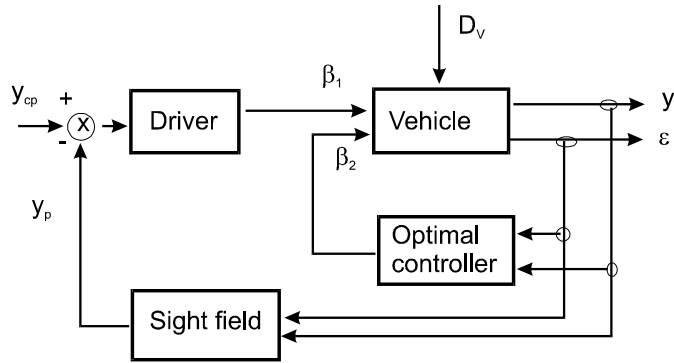 D_V
y_cp
+
x
-
Driver
β_1
β_2
Vehicle
y
ε
y_p
Optimal
controller
Sight field